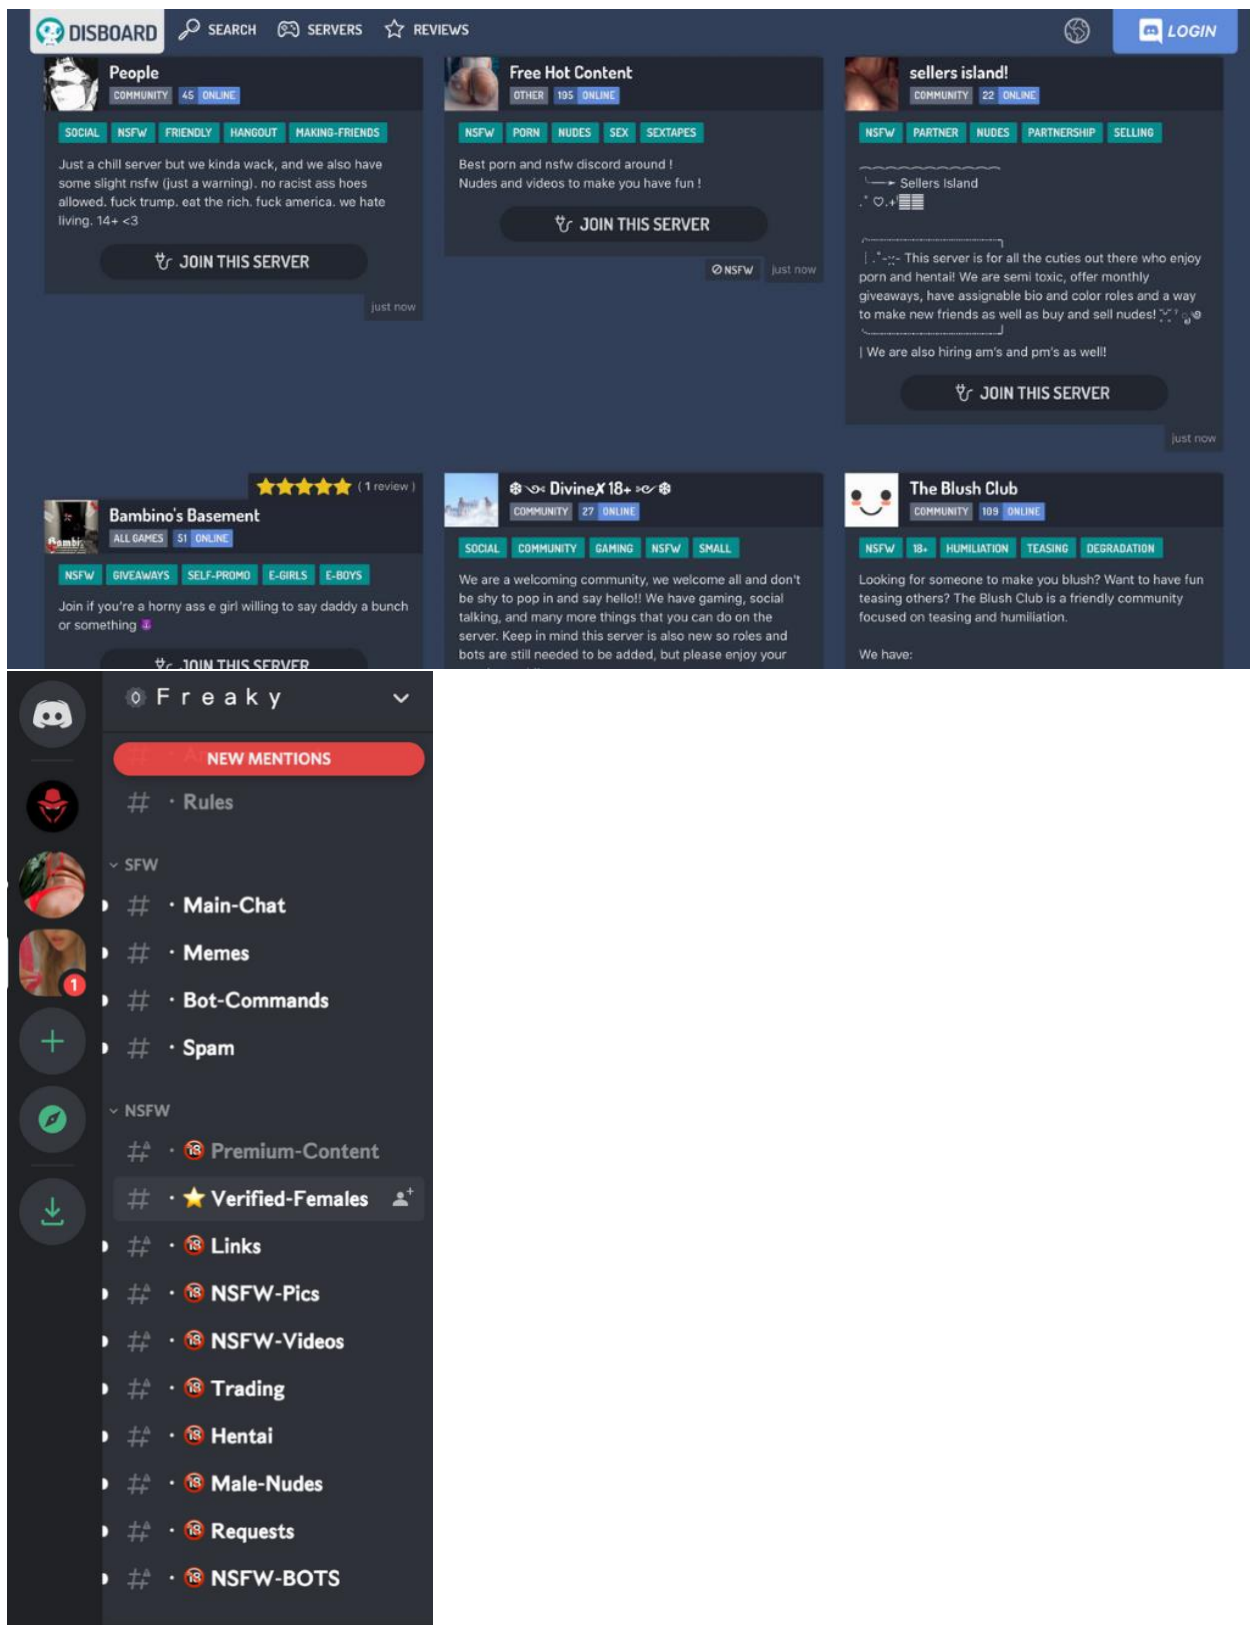 DISBOARD SEARCH SERVERS REVIEWS LOGIN
People
COMMUNITY 45 ONLINE
SOCIAL NSFW FRIENDLY HANGOUT MAKING-FRIENDS
Just a chill server but we kinda wack, and we also have
some slight nsfw (just a warning). no racist ass hoes
allowed. fuck trump. eat the rich. fuck america. we hate
living. 14+ <3
JOIN THIS SERVER
just now
Free Hot Content
OTHER 195 ONLINE
NSFW PORN NUDES SEX SEXTAPES
Best porn and nsfw discord around !
Nudes and videos to make you have fun !
JOIN THIS SERVER
NSFW just now
sellers island!
COMMUNITY 22 ONLINE
NSFW PARTNER NUDES PARTNERSHIP SELLING
Sellers Island
This server is for all the cuties out there who enjoy
porn and hentai! We are semi toxic, offer monthly
giveaways, have assignable bio and color roles and a way
to make new friends as well as buy and sell nudes!
| We are also hiring am's and pm's as well!
JOIN THIS SERVER
just now
( 1 review )
Bambino's Basement
ALL GAMES 51 ONLINE
NSFW GIVEAWAYS SELF-PROMO E-GIRLS E-BOYS
Join if you're a horny ass e girl willing to say daddy a bunch
or something
JOIN THIS SERVER
Divine✗ 18+
COMMUNITY 27 ONLINE
SOCIAL COMMUNITY GAMING NSFW SMALL
We are a welcoming community, we welcome all and don't
be shy to pop in and say hello!! We have gaming, social
talking, and many more things that you can do on the
server. Keep in mind this server is also new so roles and
bots are still needed to be added, but please enjoy your
The Blush Club
COMMUNITY 109 ONLINE
NSFW 18+ HUMILIATION TEASING DEGRADATION
Looking for someone to make you blush? Want to have fun
teasing others? The Blush Club is a friendly community
focused on teasing and humiliation.
We have:
F r e a k y
NEW MENTIONS
# · Rules
SFW
# · Main-Chat
# · Memes
# · Bot-Commands
# · Spam
NSFW
# · 🔞 Premium-Content
# · ⭐ Verified-Females
# · 🔞 Links
# · 🔞 NSFW-Pics
# · 🔞 NSFW-Videos
# · 🔞 Trading
# · 🔞 Hentai
# · 🔞 Male-Nudes
# · 🔞 Requests
# · 🔞 NSFW-BOTS
1